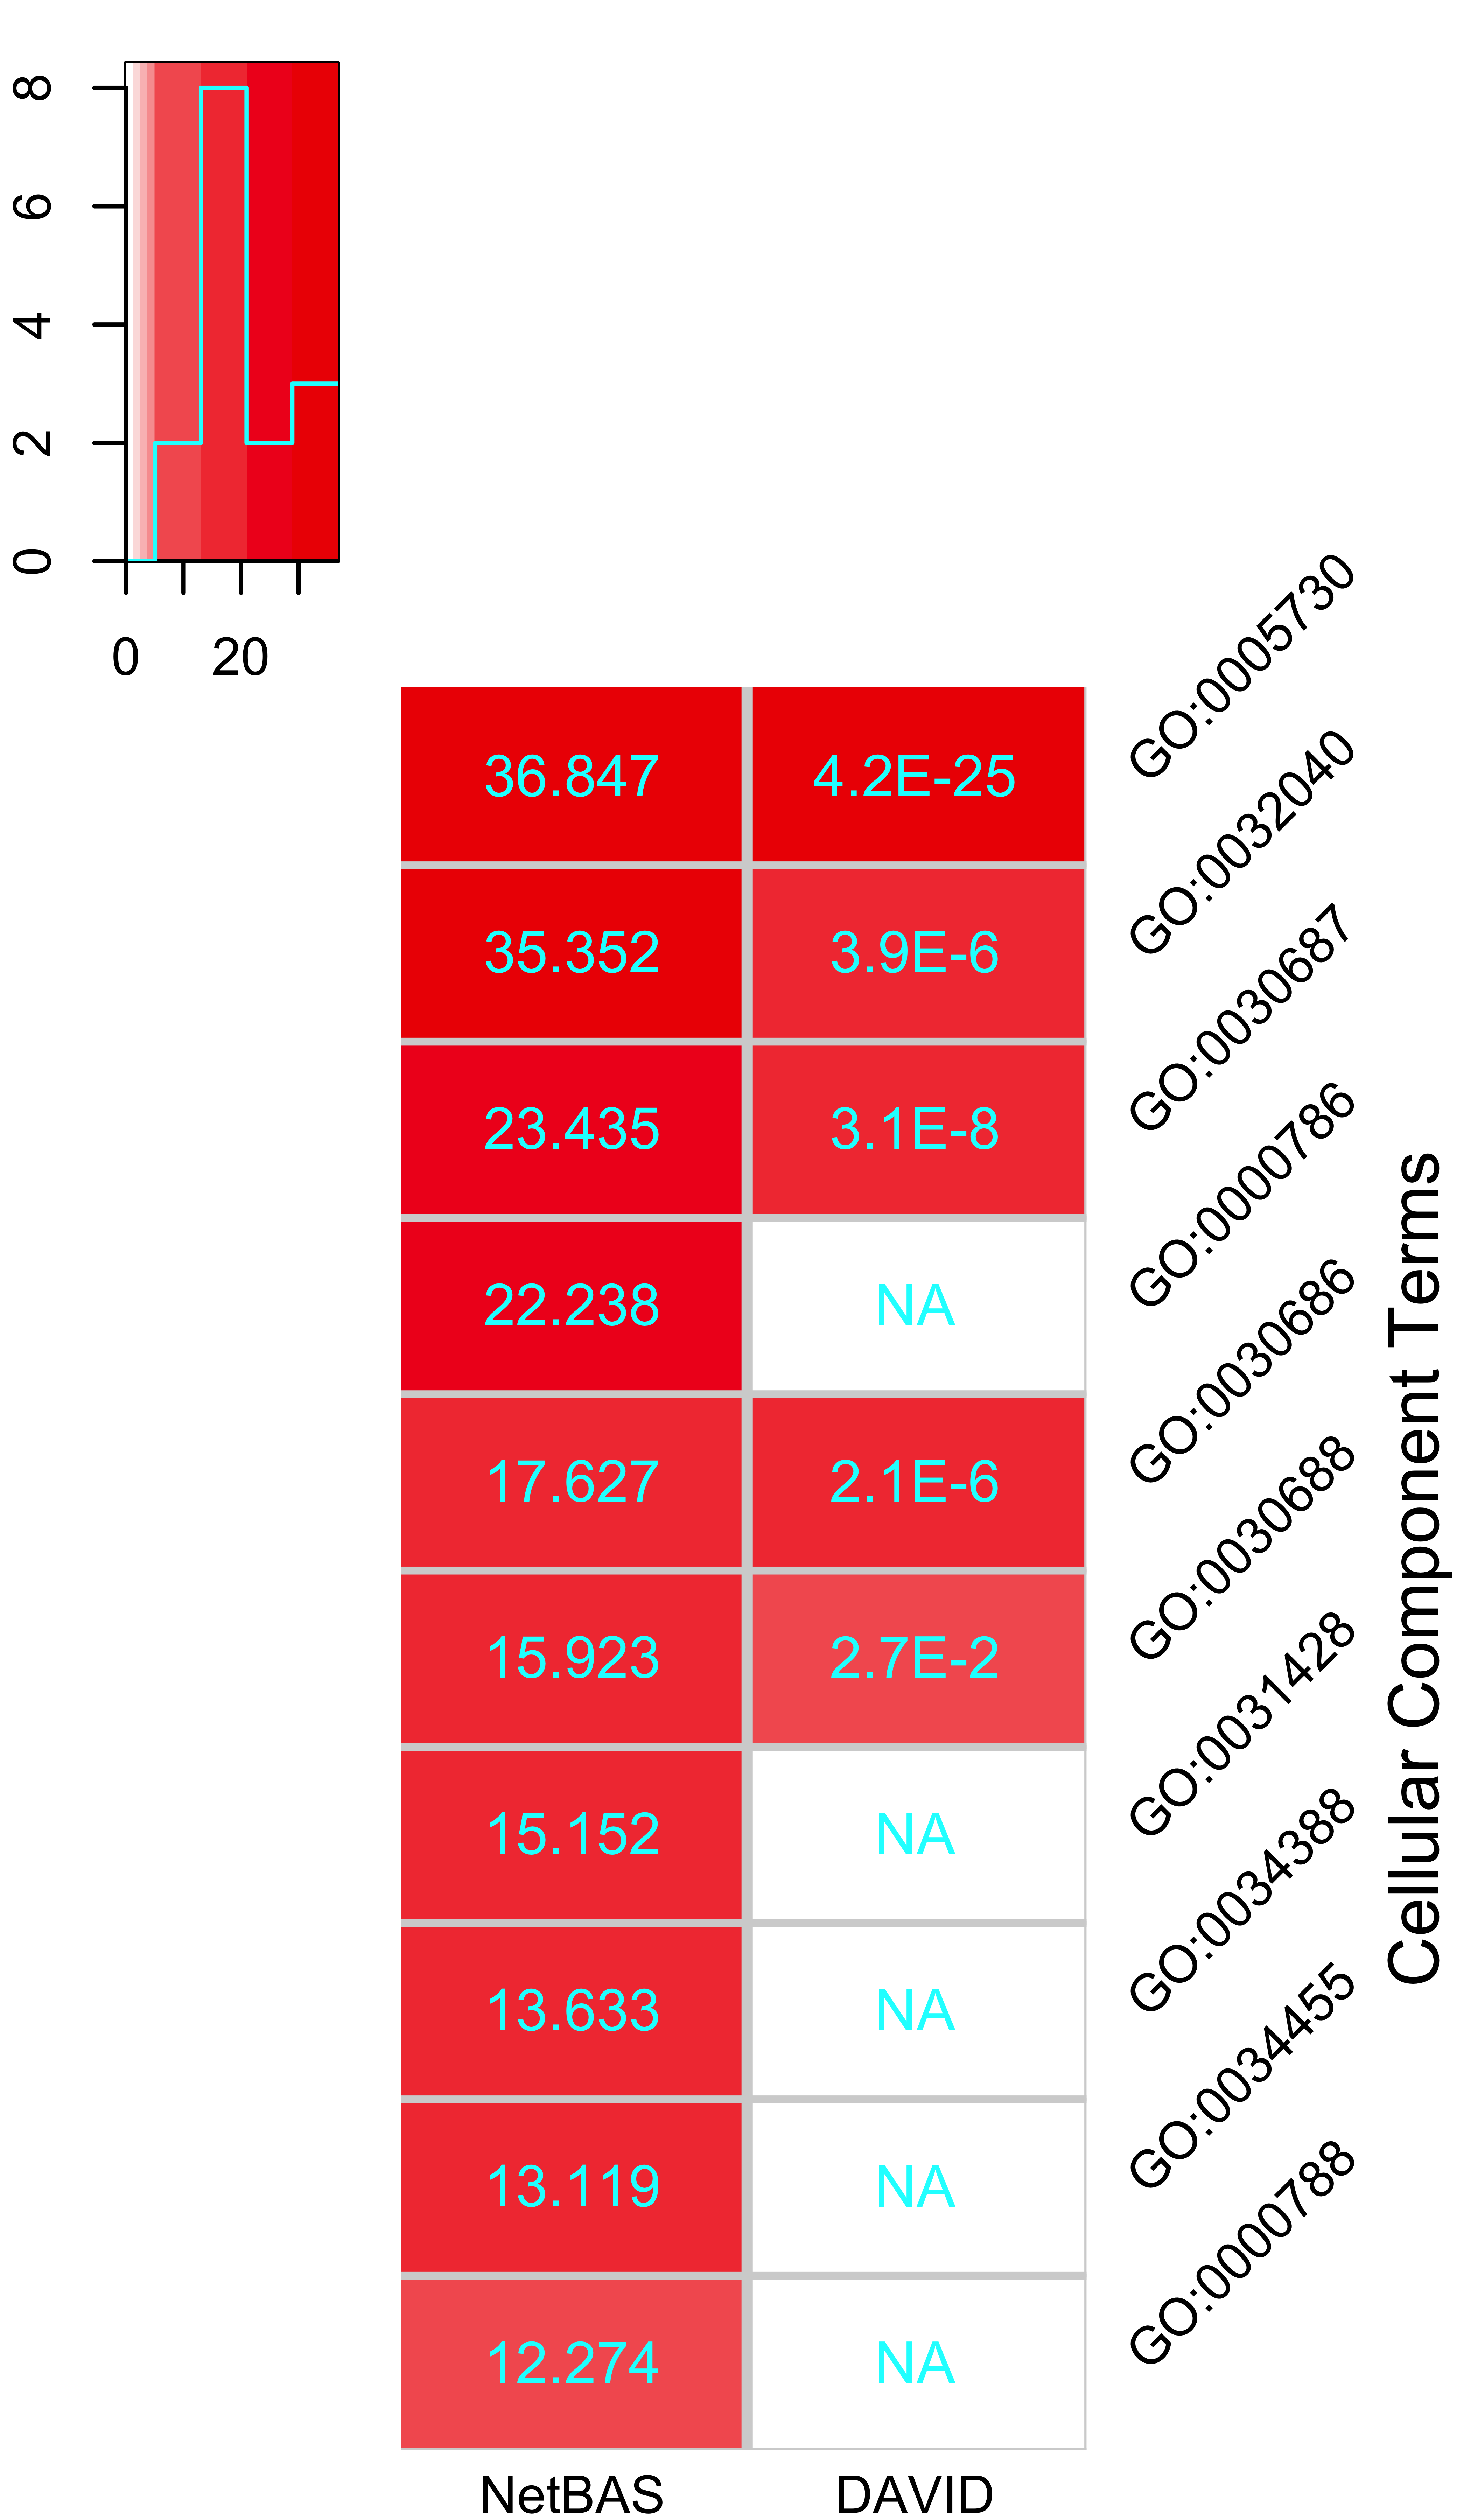 8
6
4
2
0
0 20
36.847 4.2E-25 GO:0005730
35.352 3.9E-6 GO:0032040
23.435 3.1E-8 GO:0030687
22.238 NA GO:0000786
17.627 2.1E-6 GO:0030686
15.923 2.7E-2 GO:0030688
15.152 NA GO:0031428
13.633 NA GO:0034388
13.119 NA GO:0034455
12.274 NA GO:0000788
Cellular Component Terms
NetBAS DAVID